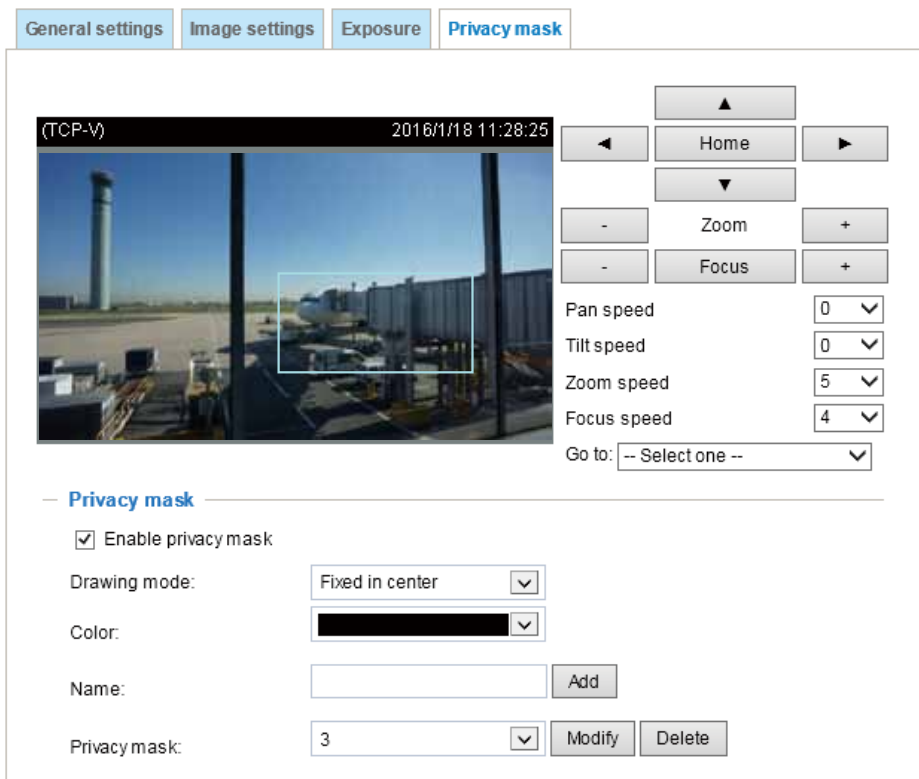 General settings Image settings Exposure Privacy mask
(TCP-V) 2016/1/18 11:28:25
▲
◄ Home ►
▼
- Zoom +
- Focus +
Pan speed 0
Tilt speed 0
Zoom speed 5
Focus speed 4
Go to: -- Select one --
Privacy mask
Enable privacy mask
Drawing mode: Fixed in center
Color:
Name: Add
Privacy mask: 3 Modify Delete